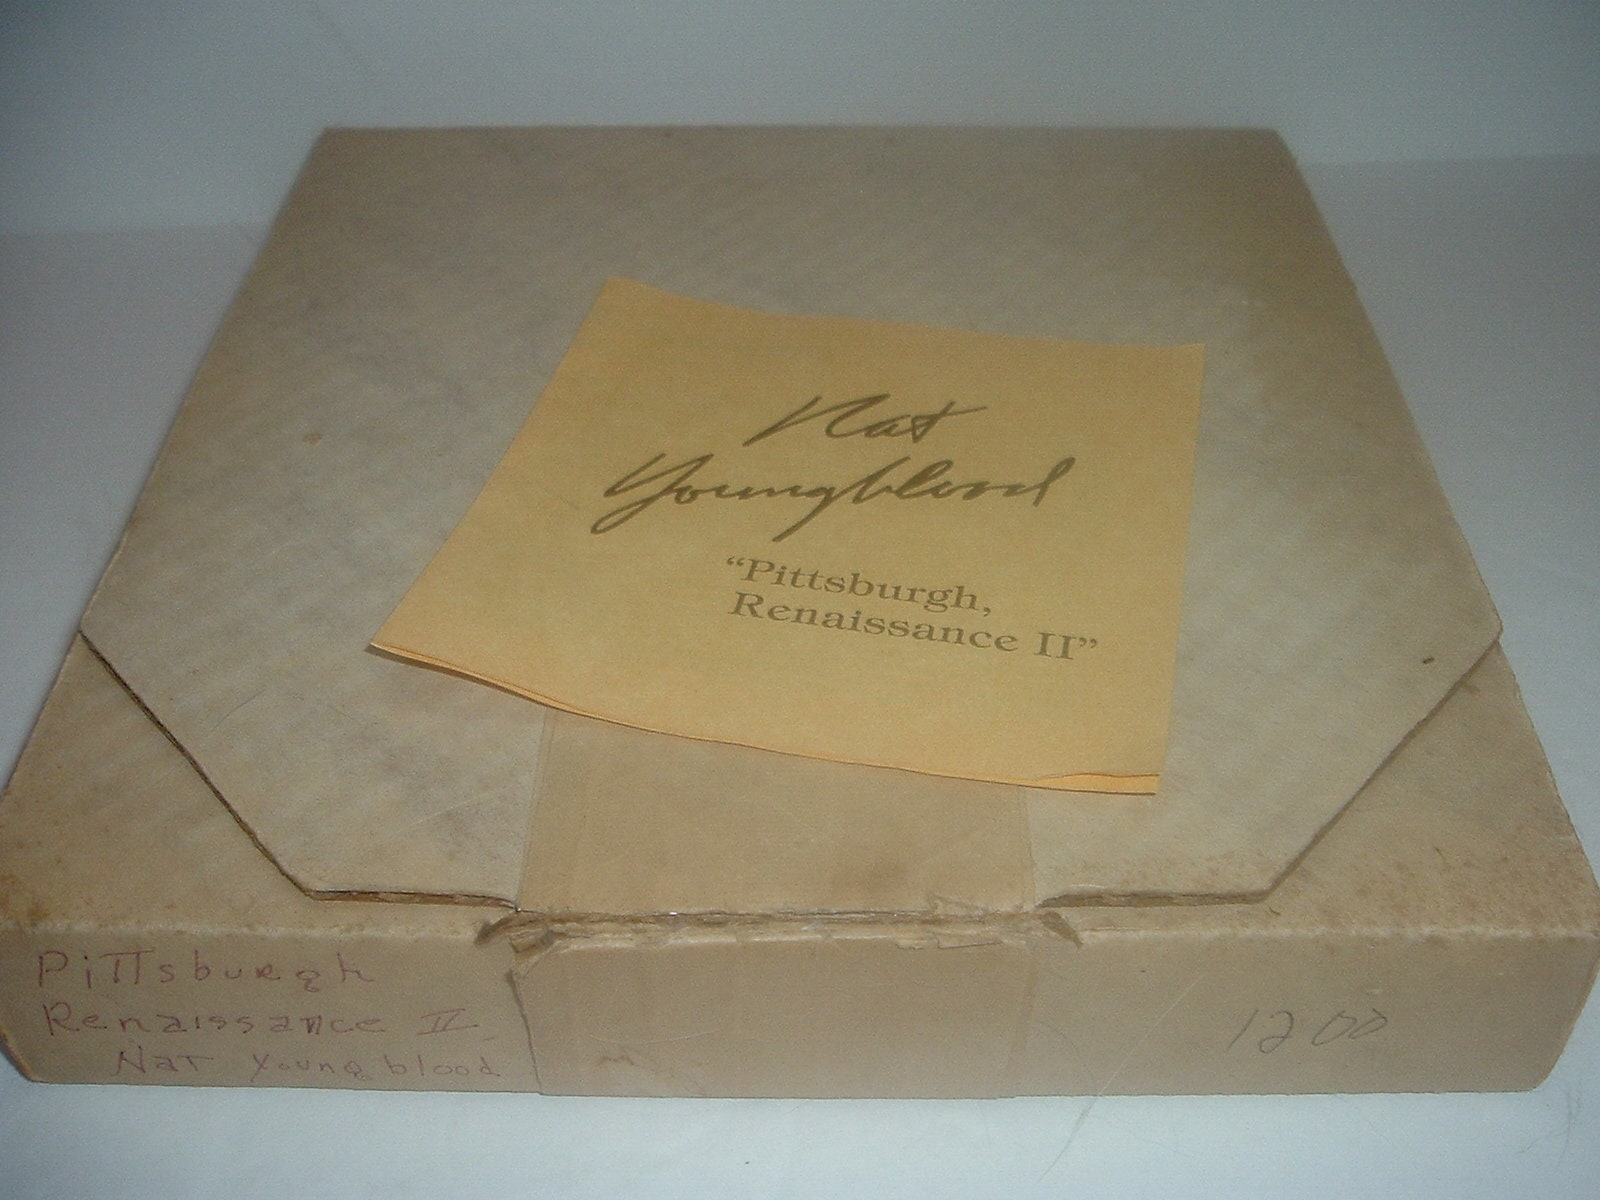 Nat
Youngblood
“Pittsburgh,
Renaissance II”
PiTTsburgh
Renaissance II
Nat Youngblood
1200